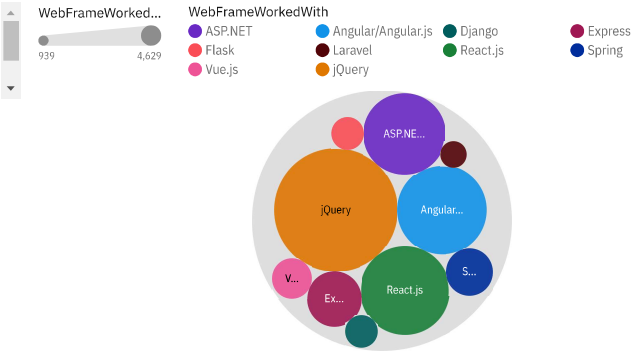 WebFrameWorked...
939
4,629
WebFrameWorkedWith
ASP.NET
Angular/Angular.js
Django
Express
Flask
Laravel
React.js
Spring
Vue.js
jQuery
ASP.NE...
jQuery
Angular...
V...
Ex...
React.js
S...